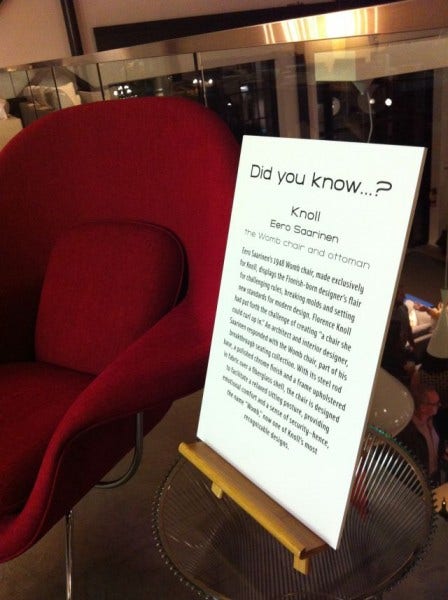 Did you know...?
Knoll
Eero Saarinen
the Womb chair and ottoman
Eero Saarinen's 1948 Womb chair, made exclusively
for Knoll, displays the Finnish-born designer's flair
for challenging rules, breaking molds and setting
new standards for modern design. Florence Knoll
had put forth the challenge of creating "a chair she
could curl up in." An architect and interior designer,
Saarinen responded with the Womb chair, part of his
breakthrough seating collection. With its steel rod
base, a polished chrome finish and a frame upholstered
in fabric over a fiberglass shell, the chair is designed
to facilitate a relaxed sitting posture, providing
emotional comfort and a sense of security–hence,
the name "Womb", now one of Knoll's most
recognizable designs.